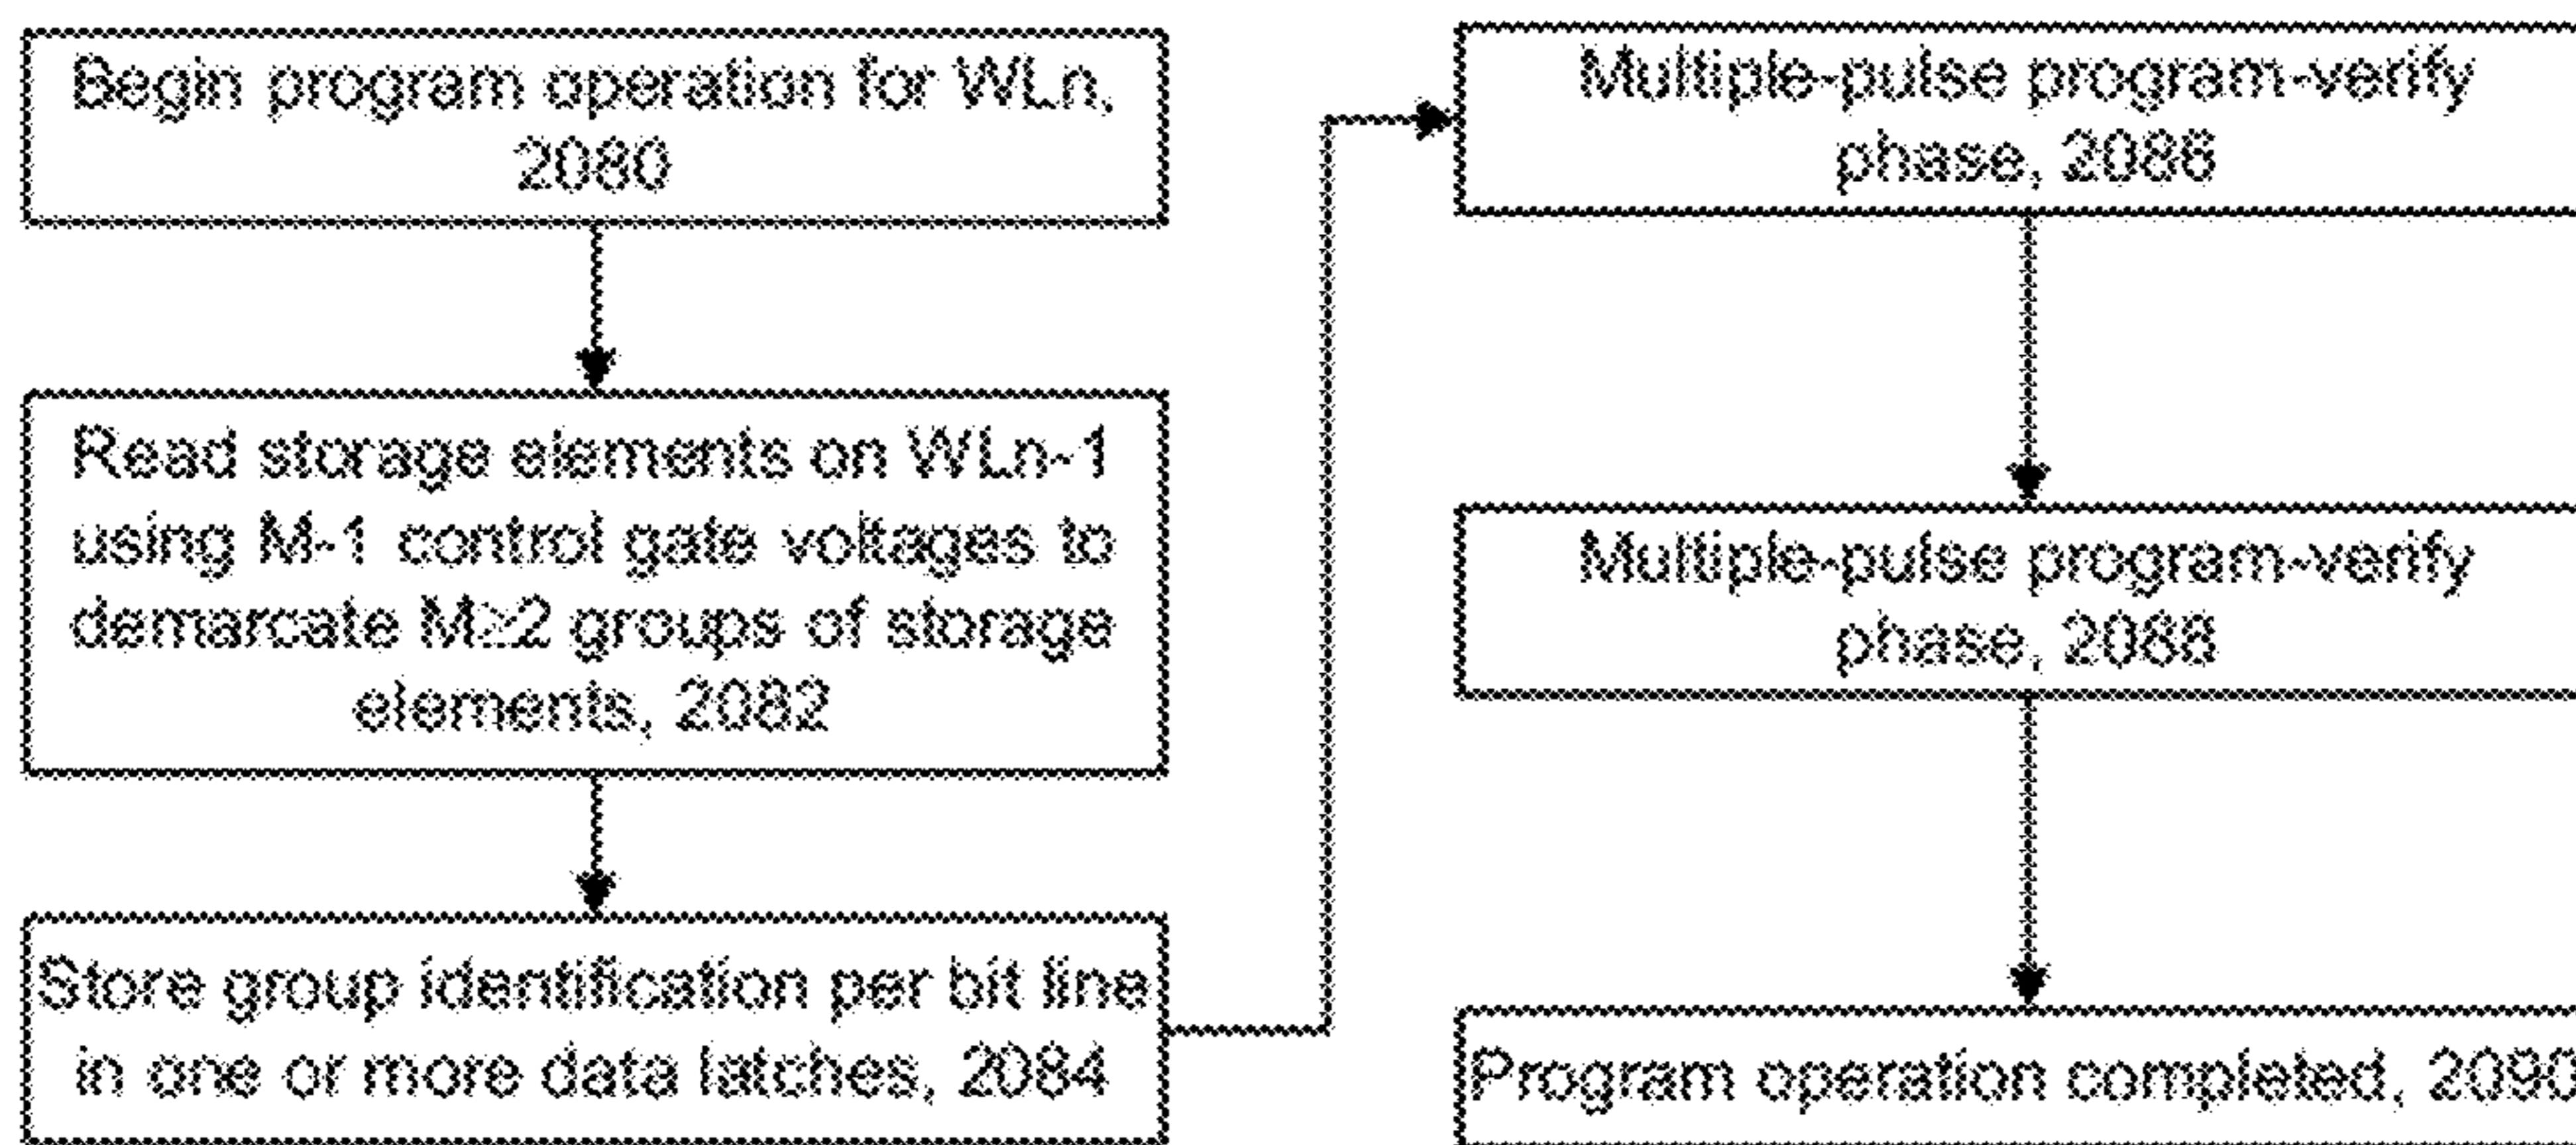 Begin program operation for WLn,
2080
Read storage elements on WLn-1
using M-1 control gate voltages to
demarcate M≥2 groups of storage
elements, 2082
Store group identification per bit line
in one or more data latches, 2084
Multiple-pulse program-verify
phase, 2086
Multiple-pulse program-verify
phase, 2088
Program operation completed, 2090